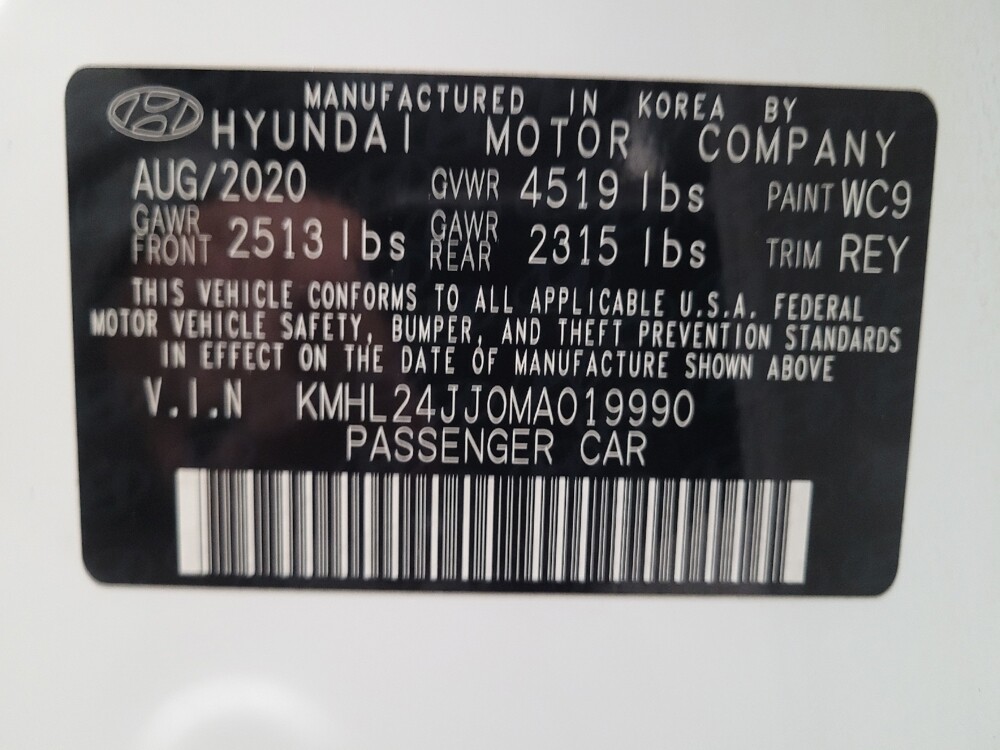 MANUFACTURED IN KOREA BY
HYUNDAI MOTOR COMPANY
AUG/2020 GVWR 4519 lbs PAINT WC9
GAWR FRONT 2513 lbs GAWR REAR 2315 lbs TRIM REY
THIS VEHICLE CONFORMS TO ALL APPLICABLE U.S.A. FEDERAL
MOTOR VEHICLE SAFETY, BUMPER, AND THEFT PREVENTION STANDARDS
IN EFFECT ON THE DATE OF MANUFACTURE SHOWN ABOVE
V.I.N KMHL24JJ0MA019990
PASSENGER CAR